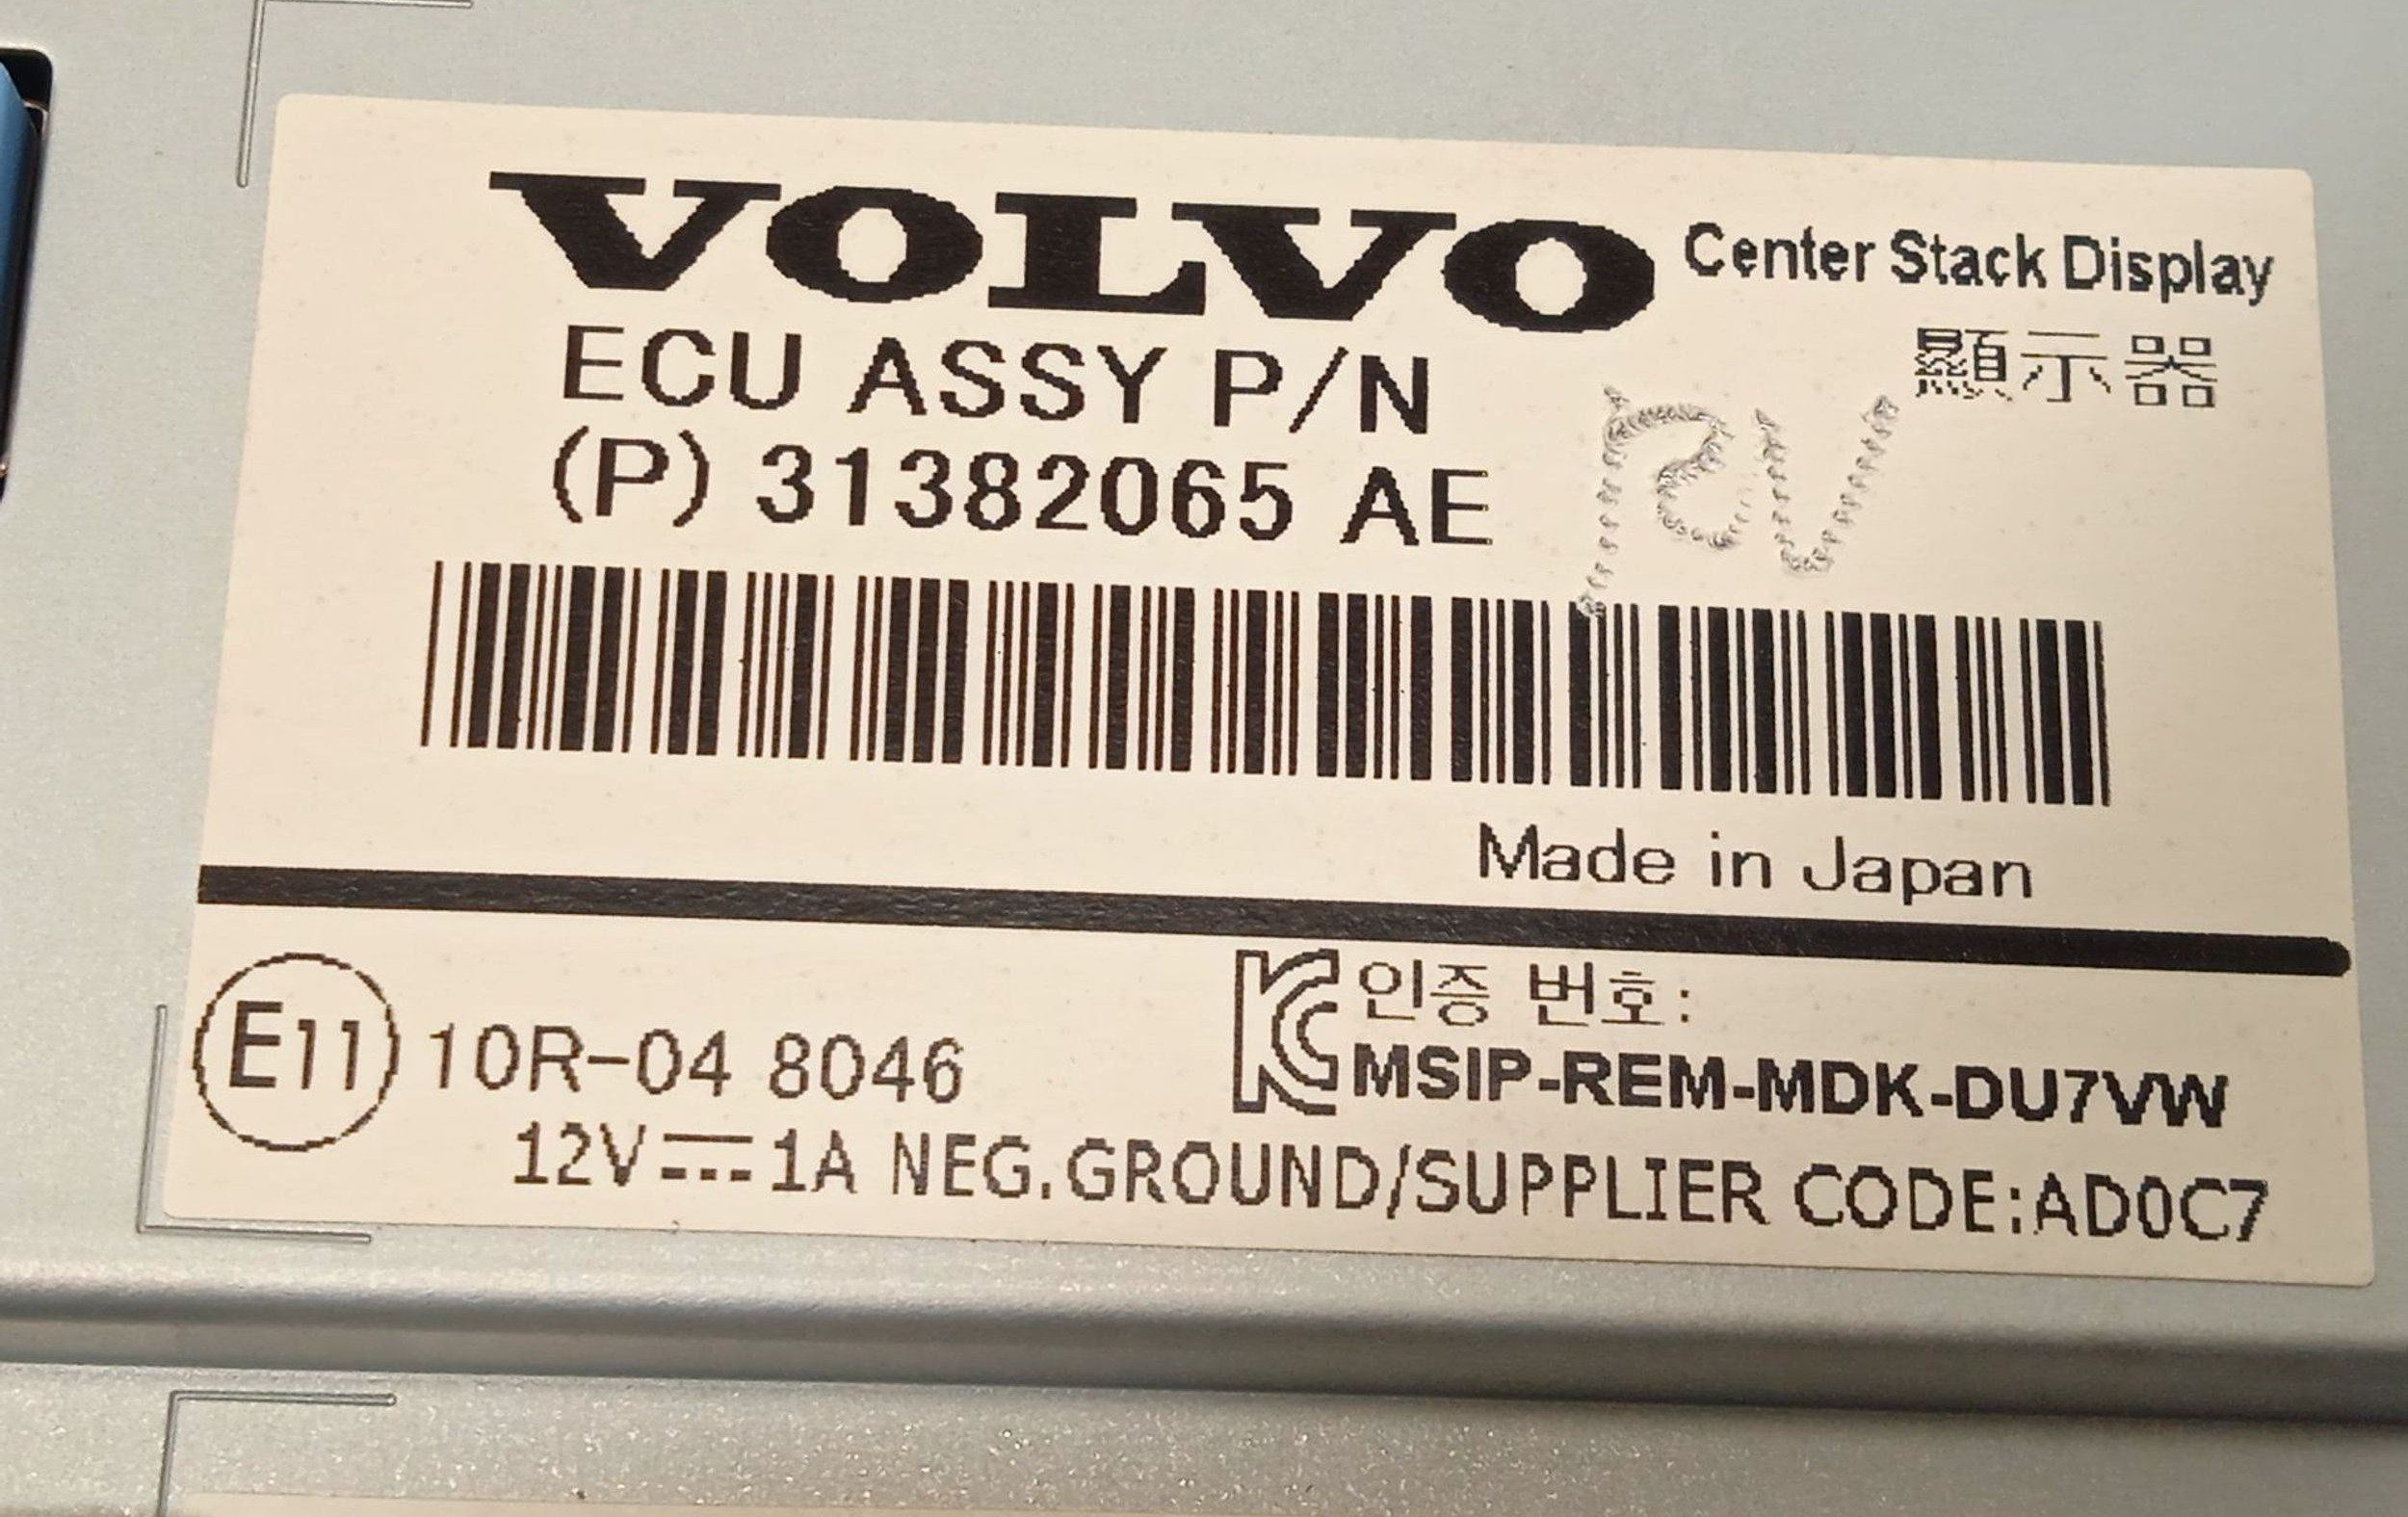 VOLVO Center Stack Display
顯示器
ECU ASSY P/N
(P) 31382065 AE
Made in Japan
E11 10R-04 8046
KC 인증 번호:
MSIP-REM-MDK-DU7VW
12V⎓1A NEG.GROUND/SUPPLIER CODE:AD0C7